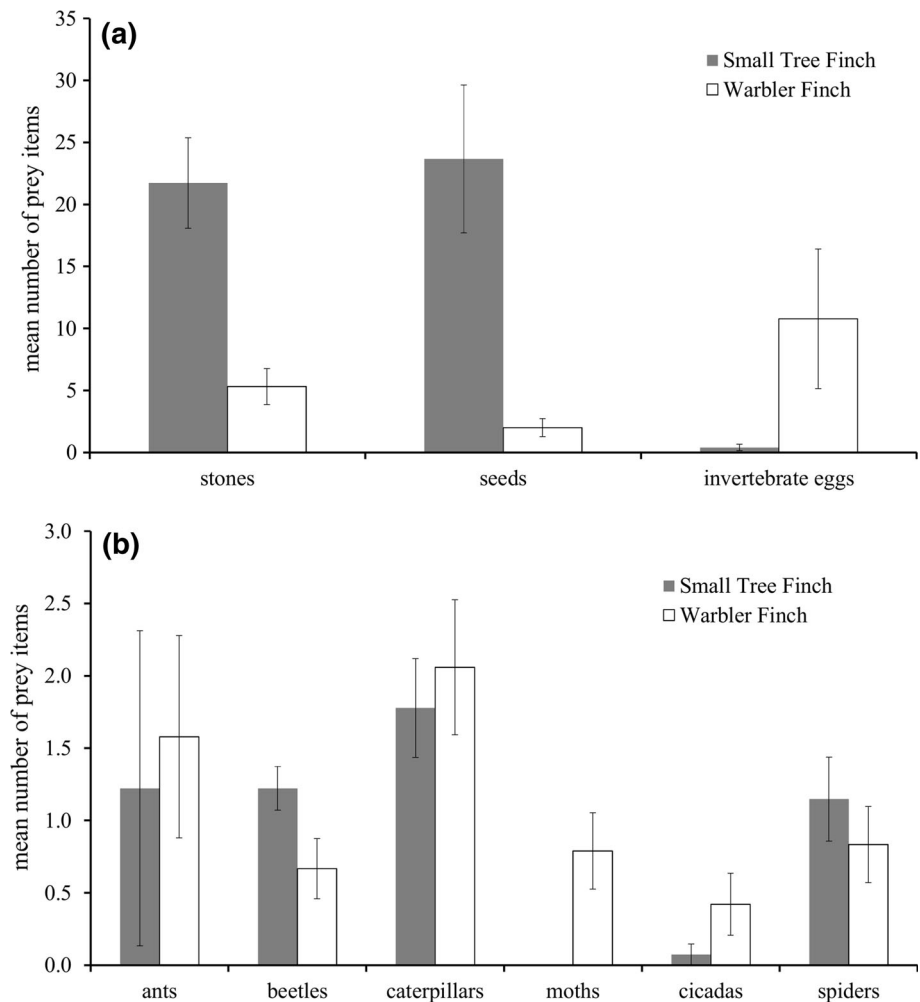 (a)
Small Tree Finch
Warbler Finch
mean number of prey items
35
30
25
20
15
10
5
0
stones seeds invertebrate eggs
(b)
Small Tree Finch
Warbler Finch
mean number of prey items
3.0
2.5
2.0
1.5
1.0
0.5
0.0
ants beetles caterpillars moths cicadas spiders